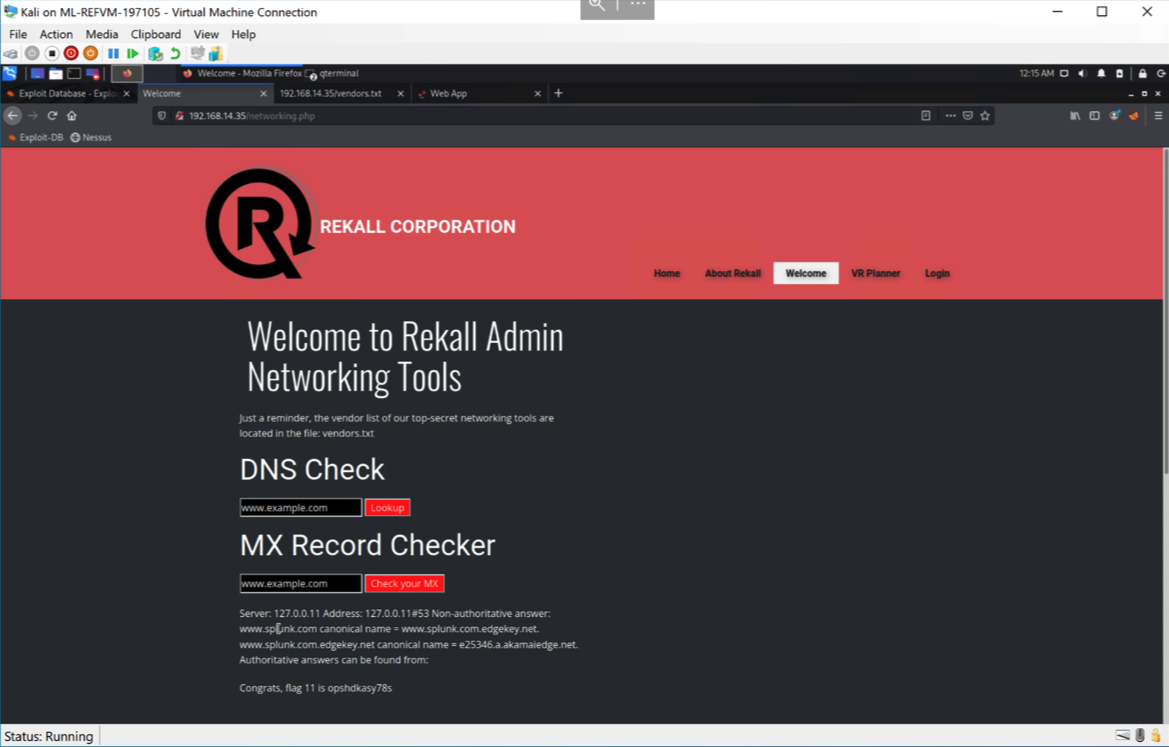 Kali on ML-REFVM-197105 - Virtual Machine Connection
File Action Media Clipboard View Help
Welcome - Mozilla Firefox qterminal 12:15 AM
Exploit Database - Explo Welcome 192.168.14.35/vendors.txt Web App
192.168.14.35/networking.php
Exploit-DB Nessus
R REKALL CORPORATION
Home About Rekall Welcome VR Planner Login
Welcome to Rekall Admin
Networking Tools
Just a reminder, the vendor list of our top-secret networking tools are
located in the file: vendors.txt
DNS Check
www.example.com Lookup
MX Record Checker
www.example.com Check your MX
Server: 127.0.0.11 Address: 127.0.0.11#53 Non-authoritative answer:
www.splunk.com canonical name = www.splunk.com.edgekey.net.
www.splunk.com.edgekey.net canonical name = e25346.a.akamaiedge.net.
Authoritative answers can be found from:
Congrats, flag 11 is opshdkasy78s
Status: Running